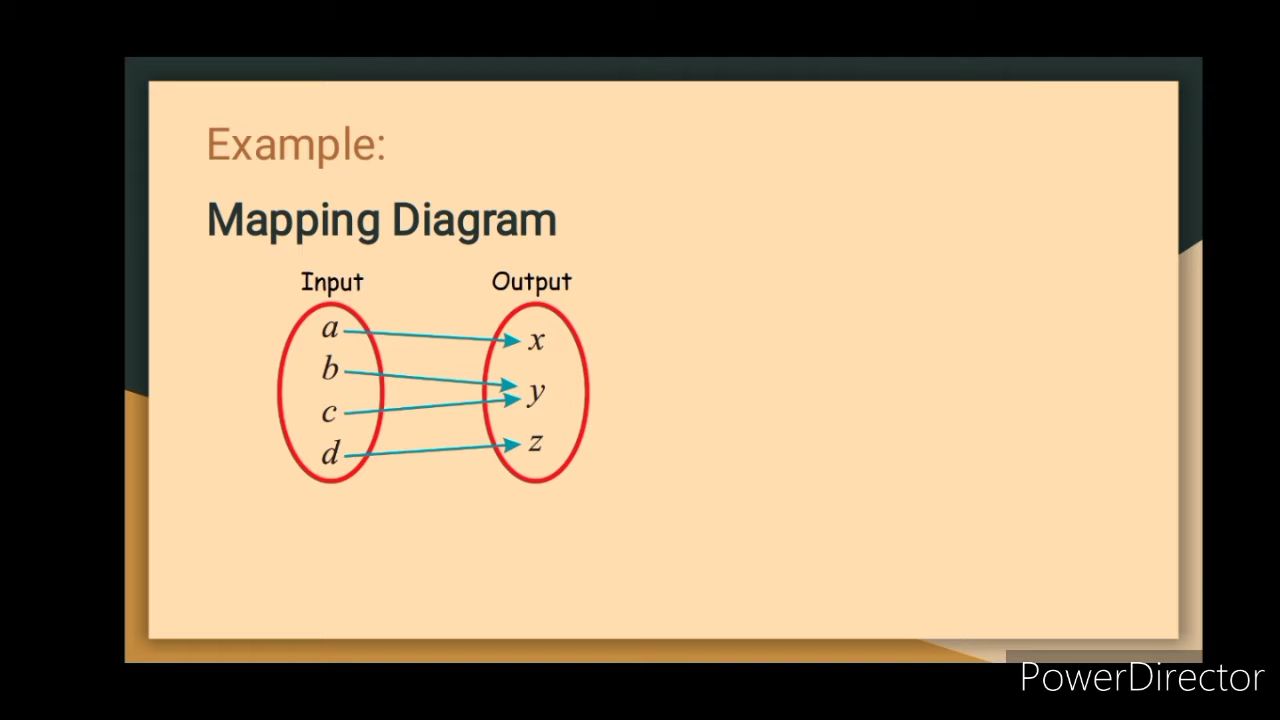 Example:
Mapping Diagram
Input Output
a x
b y
c z
d
PowerDirector